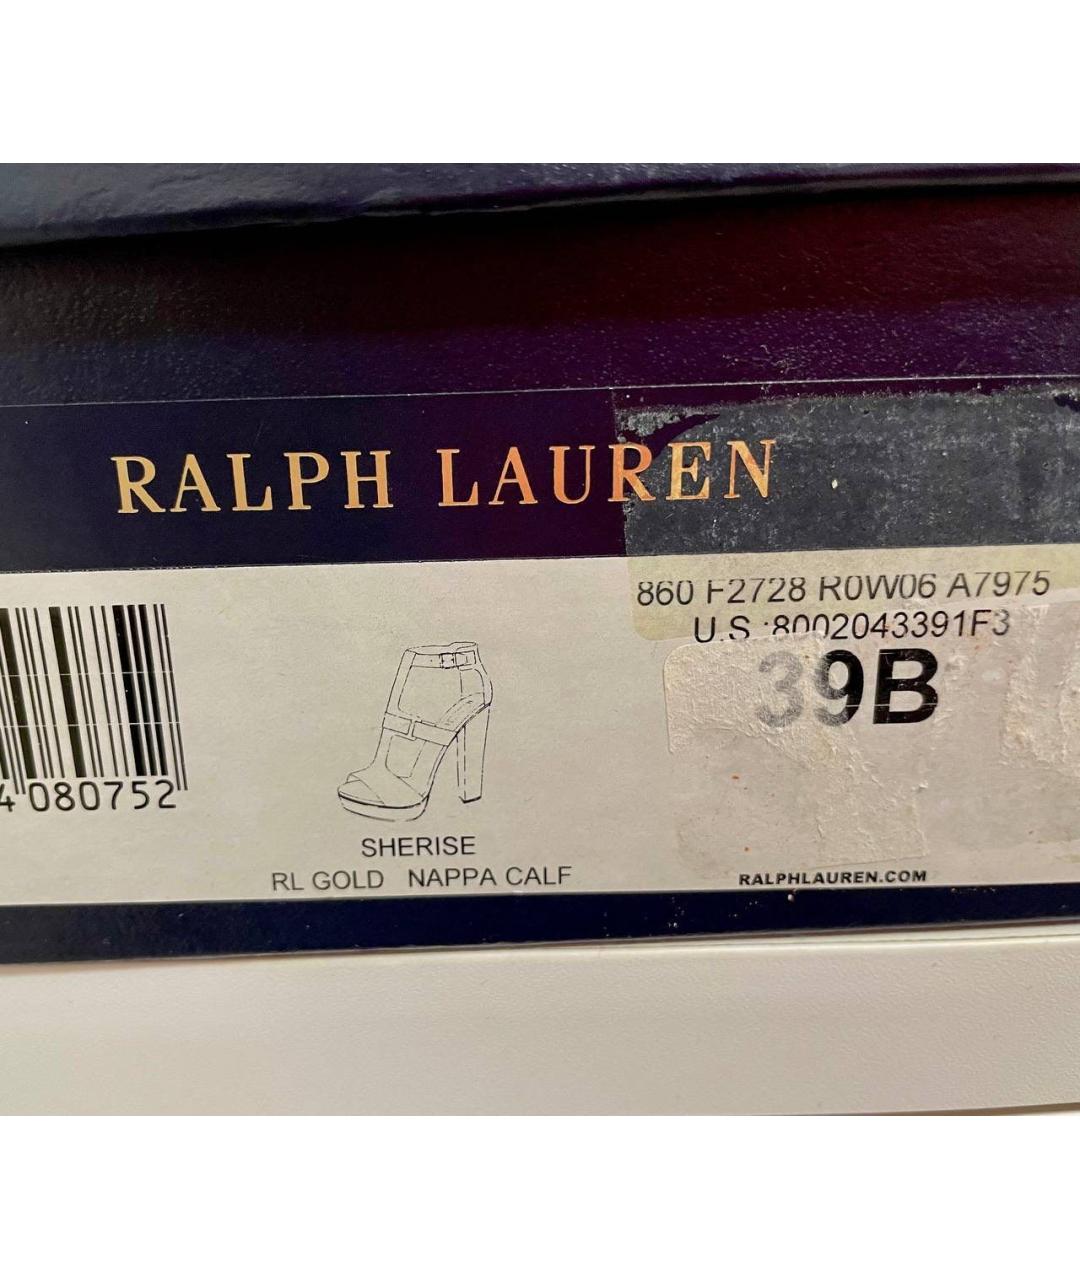 RALPH LAUREN
860 F2728 R0W06 A7975
U.S.:8002043391F3
39B
4 080752
SHERISE
RL GOLD NAPPA CALF
RALPHLAUREN.COM